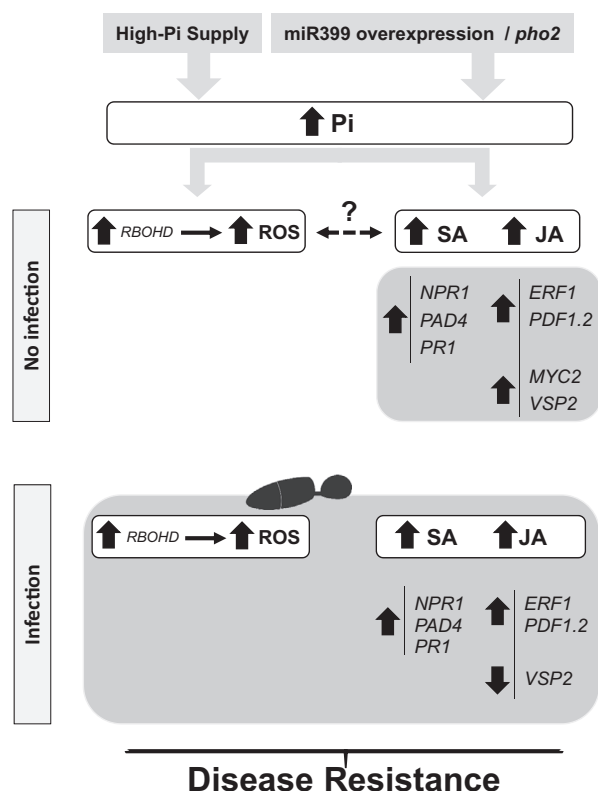 High-Pi Supply
miR399 overexpression / pho2
Pi
RBOHD
ROS
?
SA
JA
No infection
NPR1
PAD4
PR1
ERF1
PDF1.2
MYC2
VSP2
Infection
RBOHD
ROS
SA
JA
NPR1
PAD4
PR1
ERF1
PDF1.2
VSP2
Disease Resistance